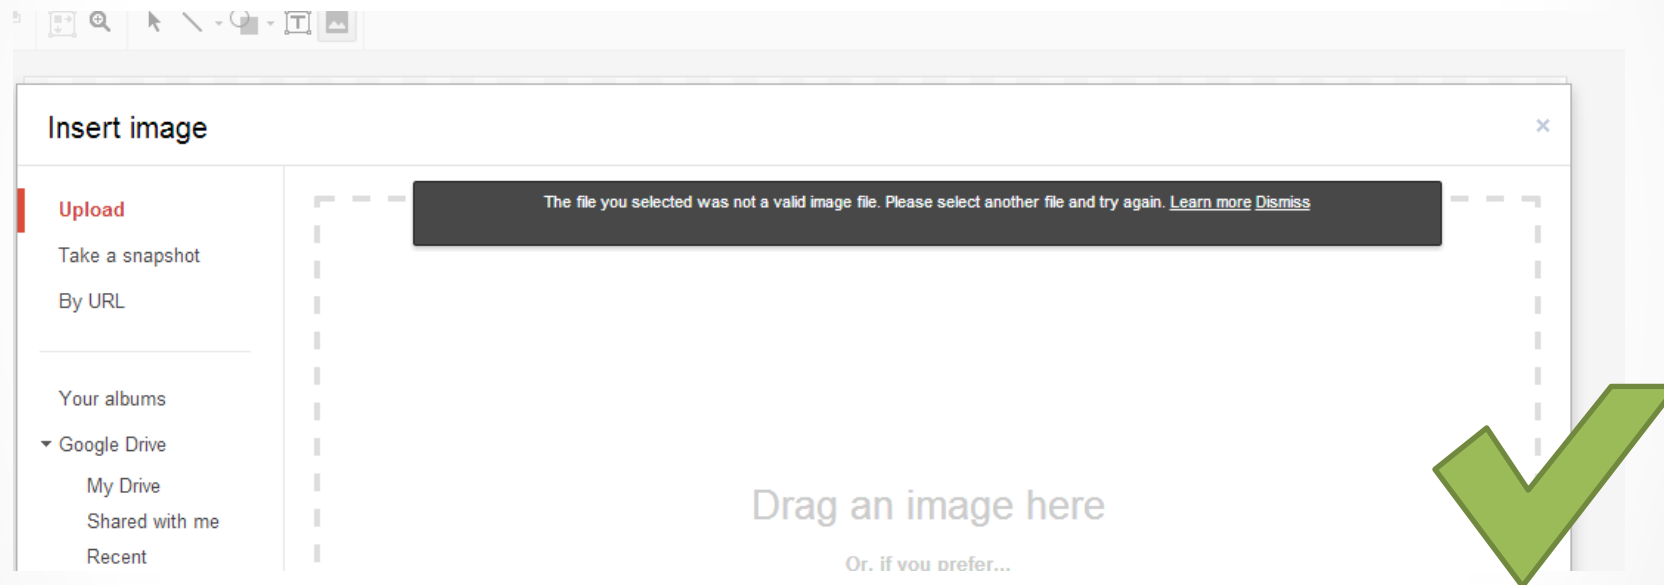 Insert image
×
Upload
Take a snapshot
By URL
Your albums
Google Drive
My Drive
Shared with me
Recent
The file you selected was not a valid image file. Please select another file and try again. Learn more Dismiss
Drag an image here
Or, if you prefer...